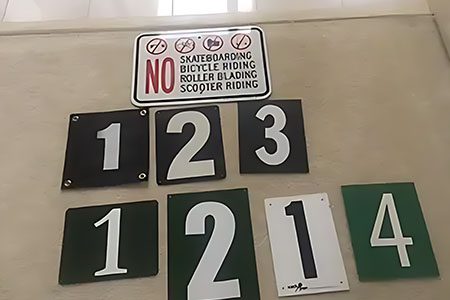 NO
SKATEBOARDING
BICYCLE RIDING
ROLLER BLADING
SCOOTER RIDING
1 2 3
1 2 1 4